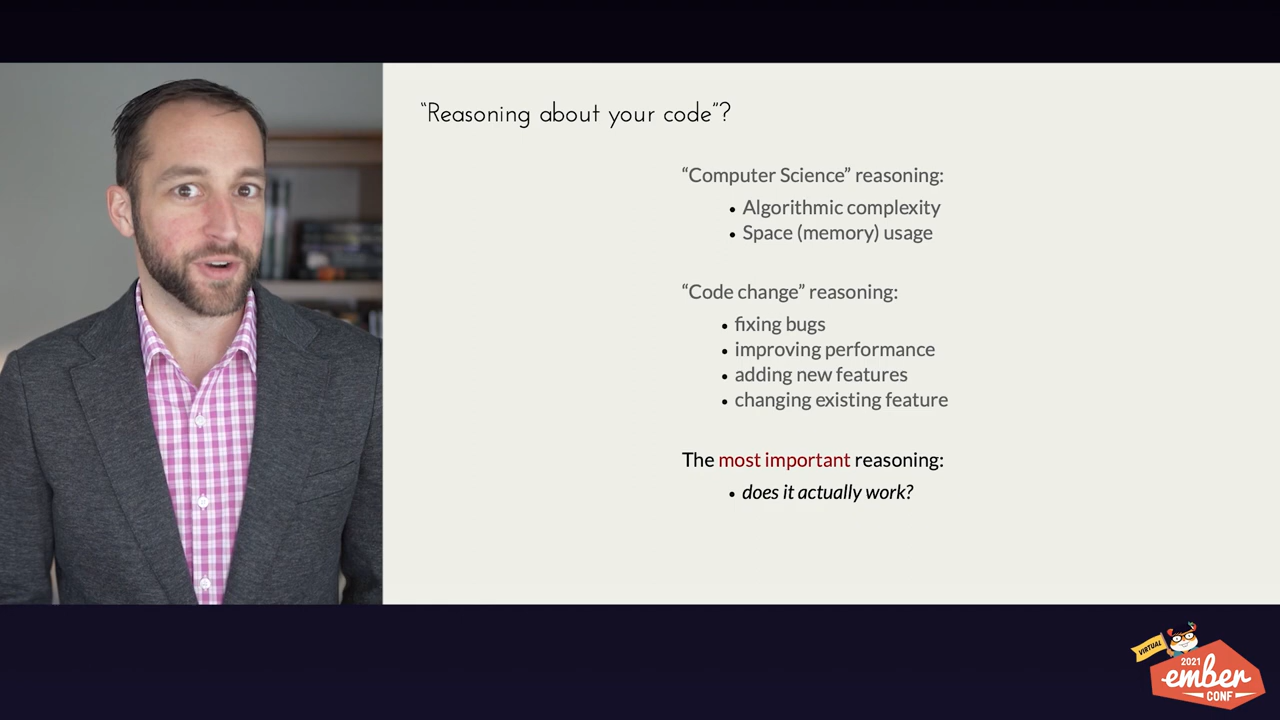 “Reasoning about your code”?
“Computer Science” reasoning:
• Algorithmic complexity
• Space (memory) usage
“Code change” reasoning:
• fixing bugs
• improving performance
• adding new features
• changing existing feature
The most important reasoning:
• does it actually work?
VIRTUAL
2021
ember
CONF